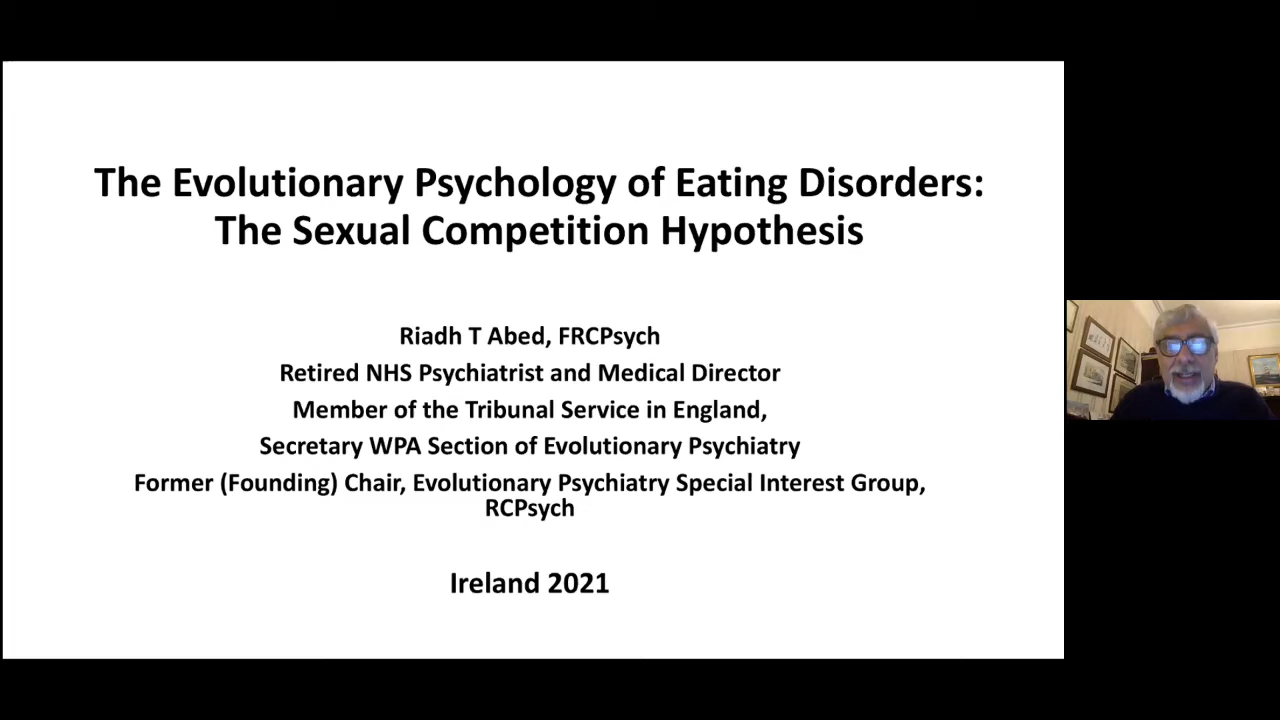 The Evolutionary Psychology of Eating Disorders:
The Sexual Competition Hypothesis
Riadh T Abed, FRCPsych
Retired NHS Psychiatrist and Medical Director
Member of the Tribunal Service in England,
Secretary WPA Section of Evolutionary Psychiatry
Former (Founding) Chair, Evolutionary Psychiatry Special Interest Group,
RCPsych
Ireland 2021